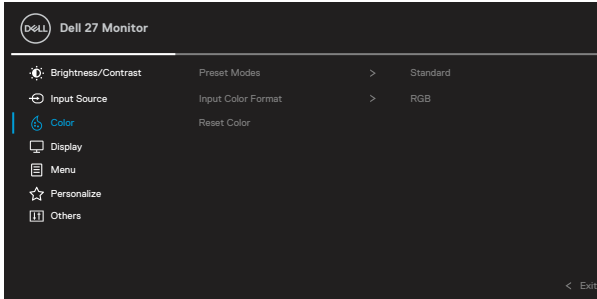 DELL Dell 27 Monitor
Brightness/Contrast Preset Modes > Standard
Input Source Input Color Format > RGB
Color Reset Color
Display
Menu
Personalize
Others
< Exit